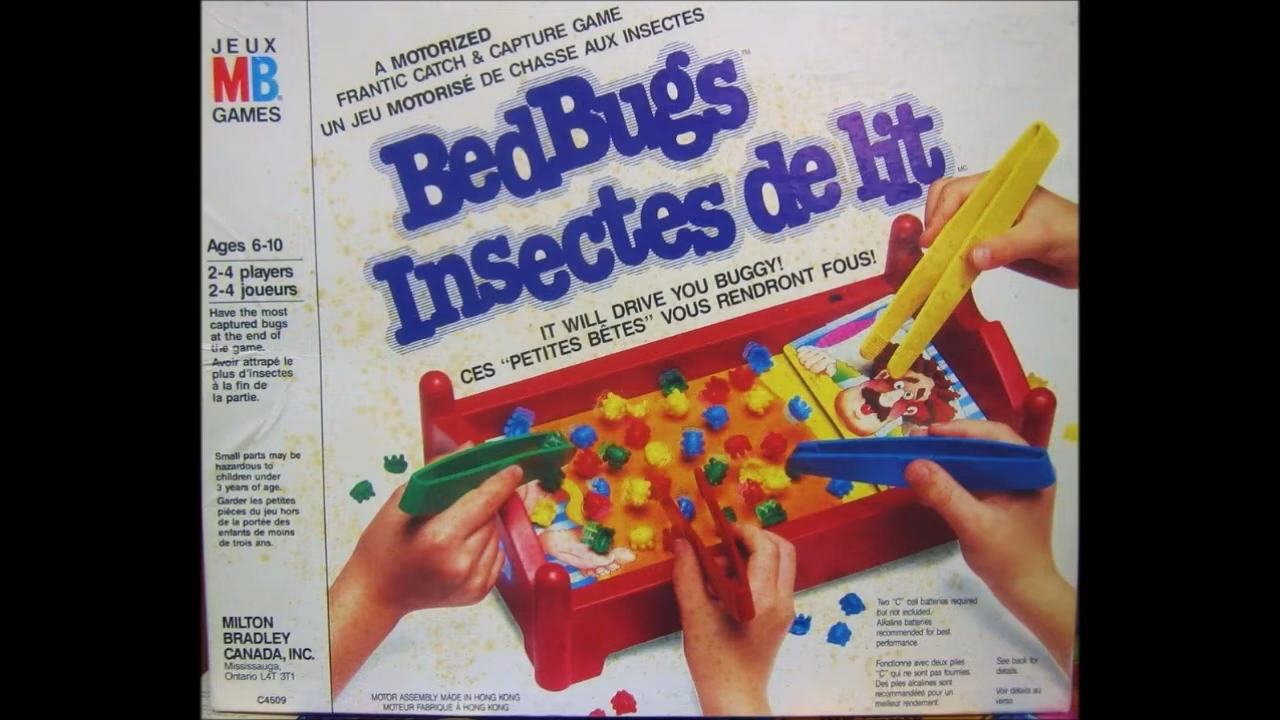 JEUX
MB
GAMES
A MOTORIZED
FRANTIC CATCH & CAPTURE GAME
UN JEU MOTORISÉ DE CHASSE AUX INSECTES
BedBugs™
Insectes de lit MC
IT WILL DRIVE YOU BUGGY!
CES “PETITES BÊTES” VOUS RENDRONT FOUS!
Ages 6-10
2-4 players
2-4 joueurs
Have the most
captured bugs
at the end of
the game.
Avoir attrapé le
plus d'insectes
à la fin de
la partie.
Small parts may be
hazardous to
children under
3 years of age.
Garder les petites
pièces du jeu hors
de la portée des
enfants de moins
de trois ans.
MILTON
BRADLEY
CANADA, INC.
Mississauga,
Ontario L4T 3T1
C4509
MOTOR ASSEMBLY MADE IN HONG KONG
MOTEUR FABRIQUÉ À HONG KONG
Two "C" cell batteries required
but not included.
Alkaline batteries
recommended for best
performance.
Fonctionne avec deux piles
"C" qui ne sont pas fournies.
Des piles alcalines sont
recommandées pour un
meilleur rendement.
See back for
details.
Voir détails au
verso.